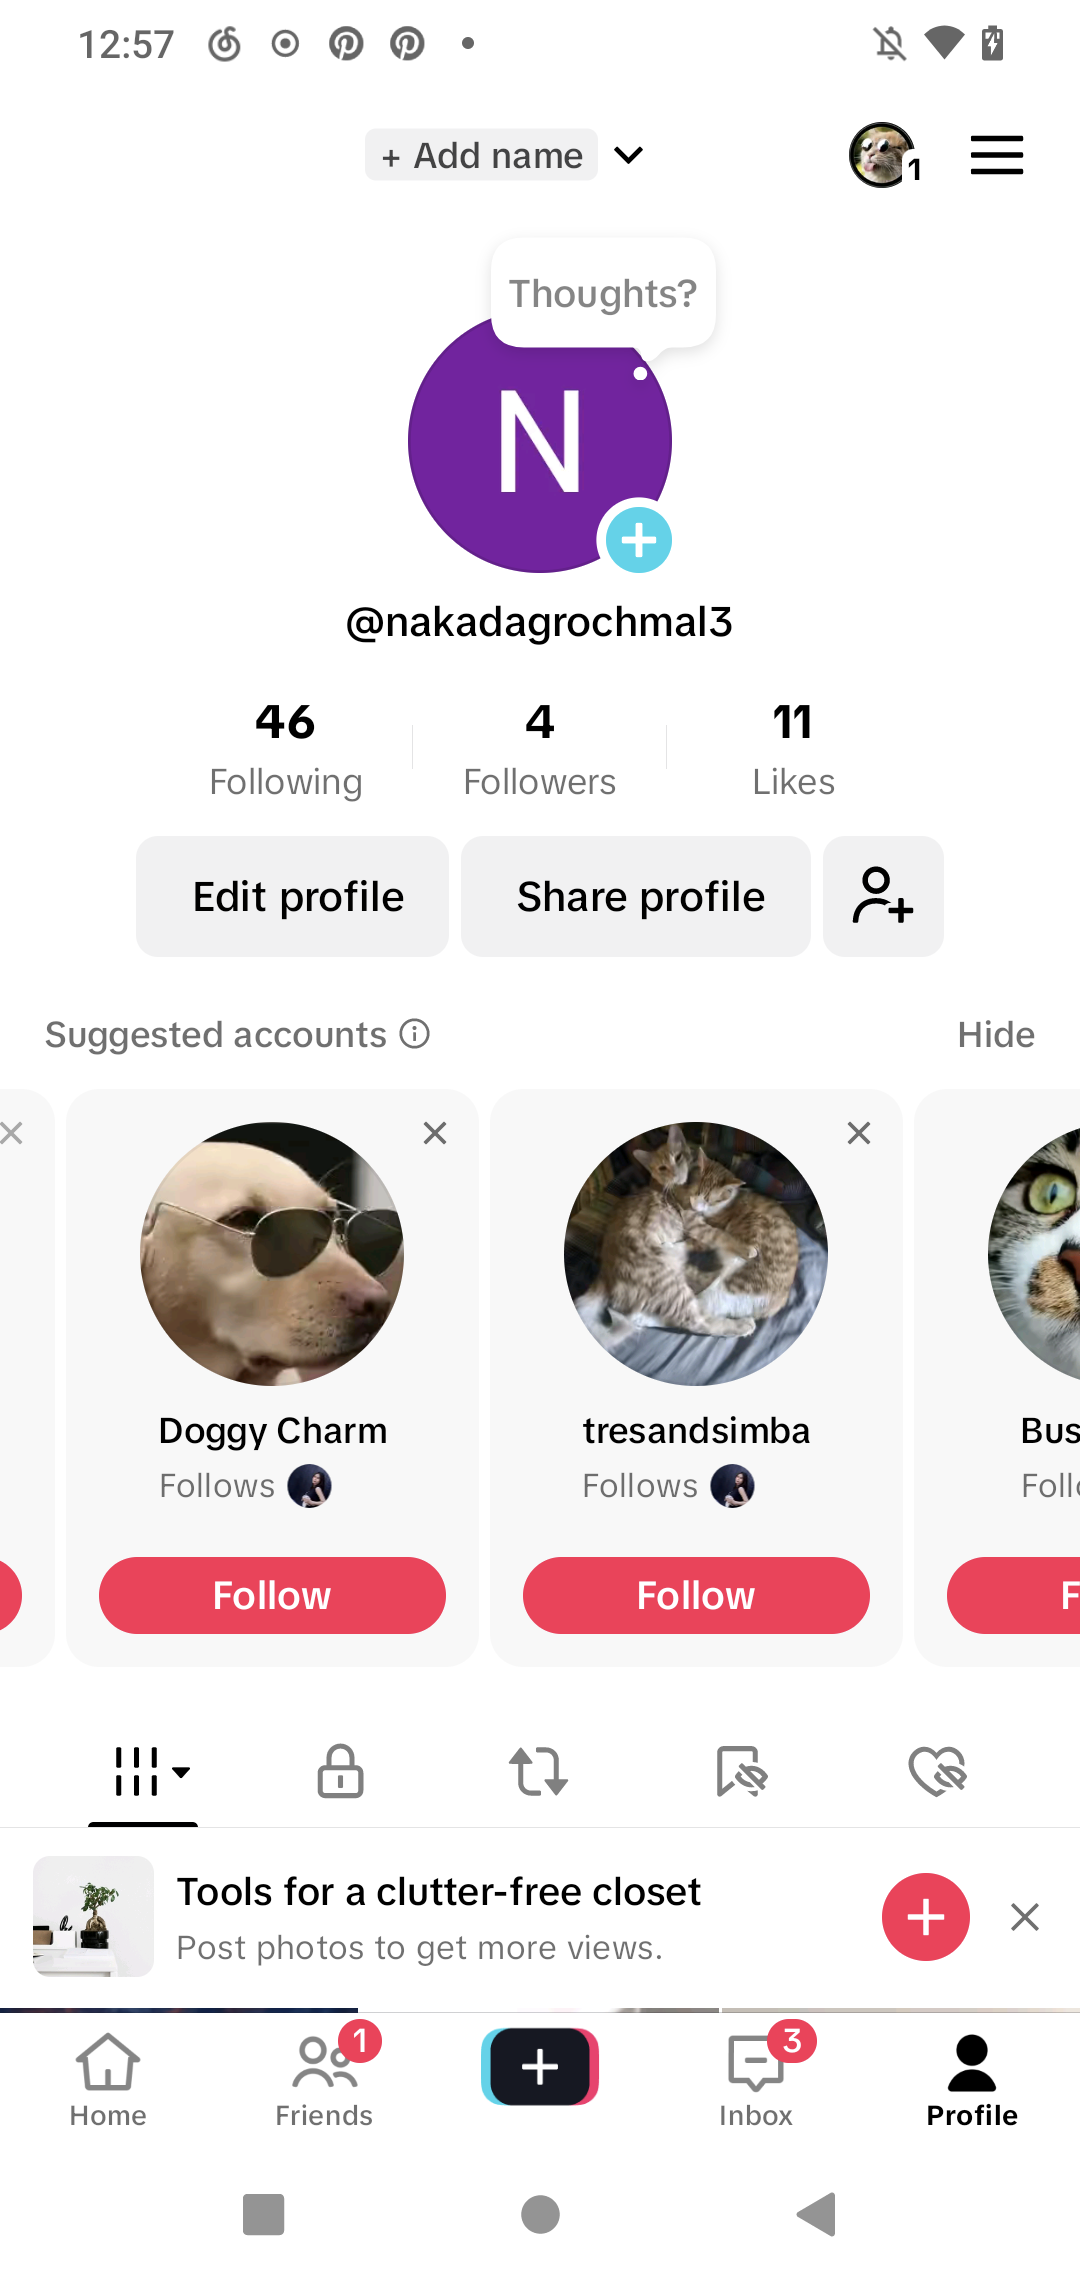 12:57
+ Add name
1
Thoughts?
N
@nakadagrochmal3
46 4 11
Following Followers Likes
Edit profile Share profile
Suggested accounts Hide
Doggy Charm tresandsimba Bus
Follows Follows Follo
Follow Follow F
Tools for a clutter-free closet
Post photos to get more views.
1 3
Home Friends Inbox Profile